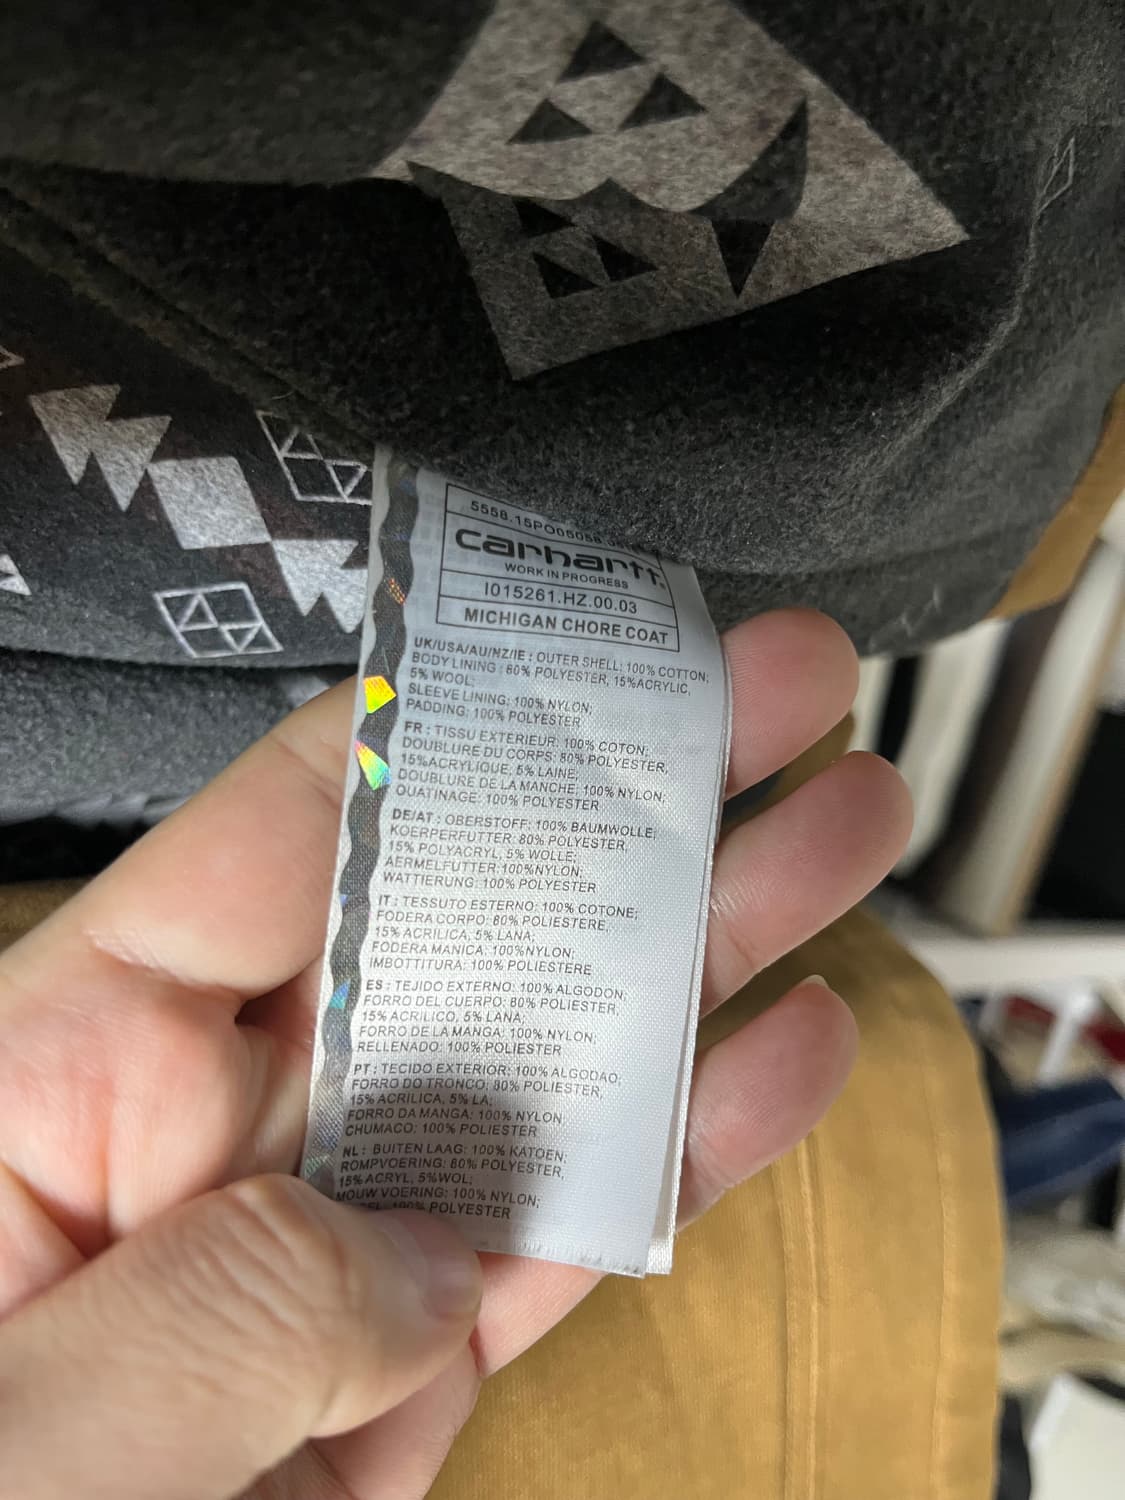 carhartt.
WORK IN PROGRESS
I015261.HZ.00.03
MICHIGAN CHORE COAT
UK/USA/AU/NZ/IE : OUTER SHELL: 100% COTTON;
BODY LINING : 80% POLYESTER, 15%ACRYLIC,
5% WOOL;
SLEEVE LINING: 100% NYLON;
PADDING: 100% POLYESTER
FR : TISSU EXTERIEUR: 100% COTON;
DOUBLURE DU CORPS: 80% POLYESTER,
15%ACRYLIQUE, 5% LAINE;
DOUBLURE DE LA MANCHE: 100% NYLON;
OUATINAGE: 100% POLYESTER
DE/AT : OBERSTOFF: 100% BAUMWOLLE;
KOERPERFUTTER: 80% POLYESTER,
15% POLYACRYL, 5% WOLLE;
AERMELFUTTER:100%NYLON;
WATTIERUNG: 100% POLYESTER
IT : TESSUTO ESTERNO: 100% COTONE;
FODERA CORPO: 80% POLIESTERE,
15% ACRILICA, 5% LANA;
FODERA MANICA: 100%NYLON;
IMBOTTITURA: 100% POLIESTERE
ES : TEJIDO EXTERNO: 100% ALGODON;
FORRO DEL CUERPO: 80% POLIESTER,
15% ACRILICO, 5% LANA;
FORRO DE LA MANGA: 100% NYLON;
RELLENADO: 100% POLIESTER
PT : TECIDO EXTERIOR: 100% ALGODAO;
FORRO DO TRONCO: 80% POLIESTER,
15% ACRILICA, 5% LA;
FORRO DA MANGA: 100% NYLON
CHUMACO: 100% POLIESTER
NL : BUITEN LAAG: 100% KATOEN;
ROMPVOERING: 80% POLYESTER,
15% ACRYL, 5%WOL;
MOUW VOERING: 100% NYLON;
100% POLYESTER